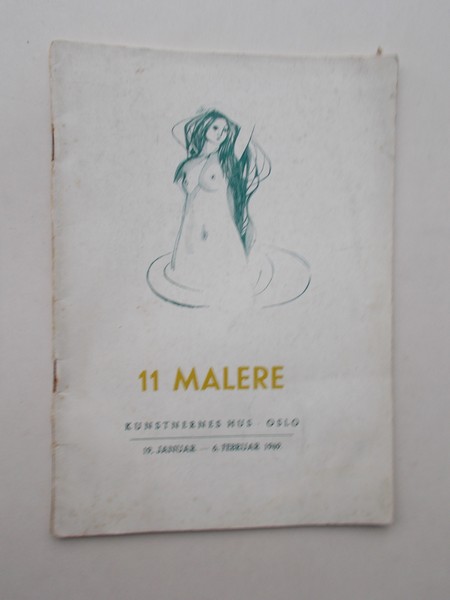 11 MALERE
KUNSTNERNES HUS · OSLO
19. JANUAR — 6. FEBRUAR